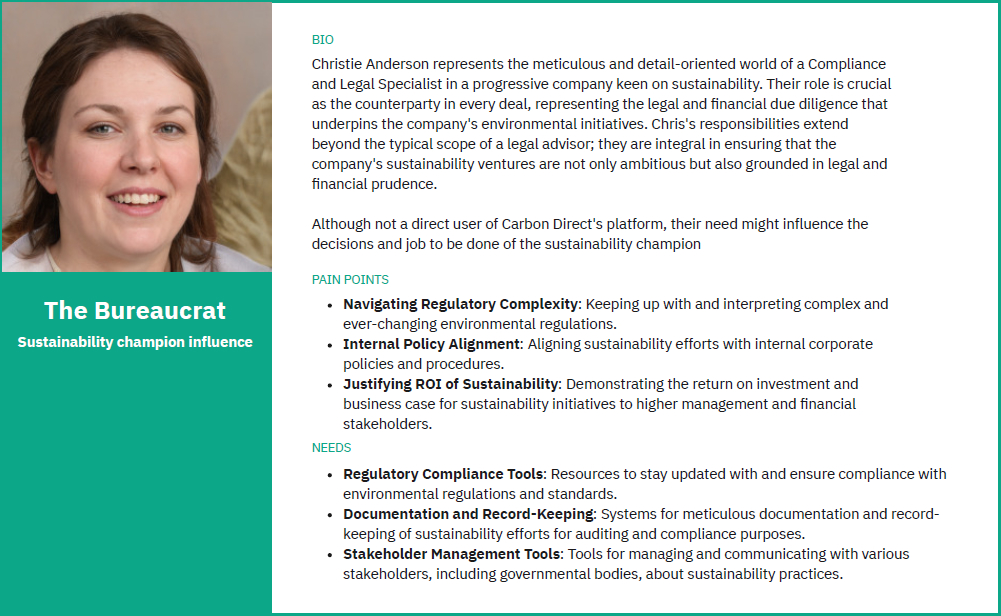 The Bureaucrat
Sustainability champion influence
BIO
Christie Anderson represents the meticulous and detail-oriented world of a Compliance
and Legal Specialist in a progressive company keen on sustainability. Their role is crucial
as the counterparty in every deal, representing the legal and financial due diligence that
underpins the company's environmental initiatives. Chris's responsibilities extend
beyond the typical scope of a legal advisor; they are integral in ensuring that the
company's sustainability ventures are not only ambitious but also grounded in legal and
financial prudence.
Although not a direct user of Carbon Direct's platform, their need might influence the
decisions and job to be done of the sustainability champion
PAIN POINTS
• Navigating Regulatory Complexity: Keeping up with and interpreting complex and
ever-changing environmental regulations.
• Internal Policy Alignment: Aligning sustainability efforts with internal corporate
policies and procedures.
• Justifying ROI of Sustainability: Demonstrating the return on investment and
business case for sustainability initiatives to higher management and financial
stakeholders.
NEEDS
• Regulatory Compliance Tools: Resources to stay updated with and ensure compliance with
environmental regulations and standards.
• Documentation and Record-Keeping: Systems for meticulous documentation and record-
keeping of sustainability efforts for auditing and compliance purposes.
• Stakeholder Management Tools: Tools for managing and communicating with various
stakeholders, including governmental bodies, about sustainability practices.